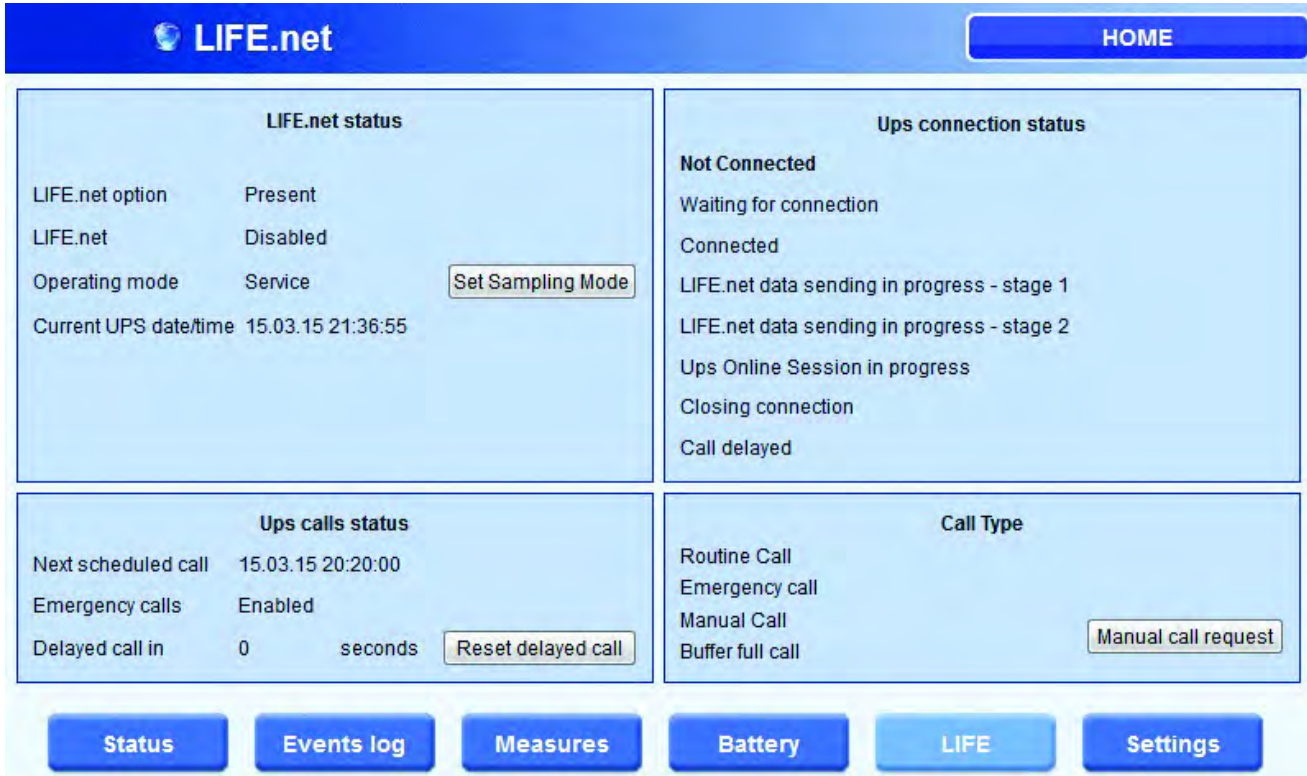 LIFE.net
HOME
LIFE.net status
LIFE.net option Present
LIFE.net Disabled
Operating mode Service Set Sampling Mode
Current UPS date/time 15.03.15 21:36:55
Ups connection status
Not Connected
Waiting for connection
Connected
LIFE.net data sending in progress - stage 1
LIFE.net data sending in progress - stage 2
Ups Online Session in progress
Closing connection
Call delayed
Ups calls status
Next scheduled call 15.03.15 20:20:00
Emergency calls Enabled
Delayed call in 0 seconds Reset delayed call
Call Type
Routine Call
Emergency call
Manual Call
Buffer full call
Manual call request
Status Events log Measures Battery LIFE Settings